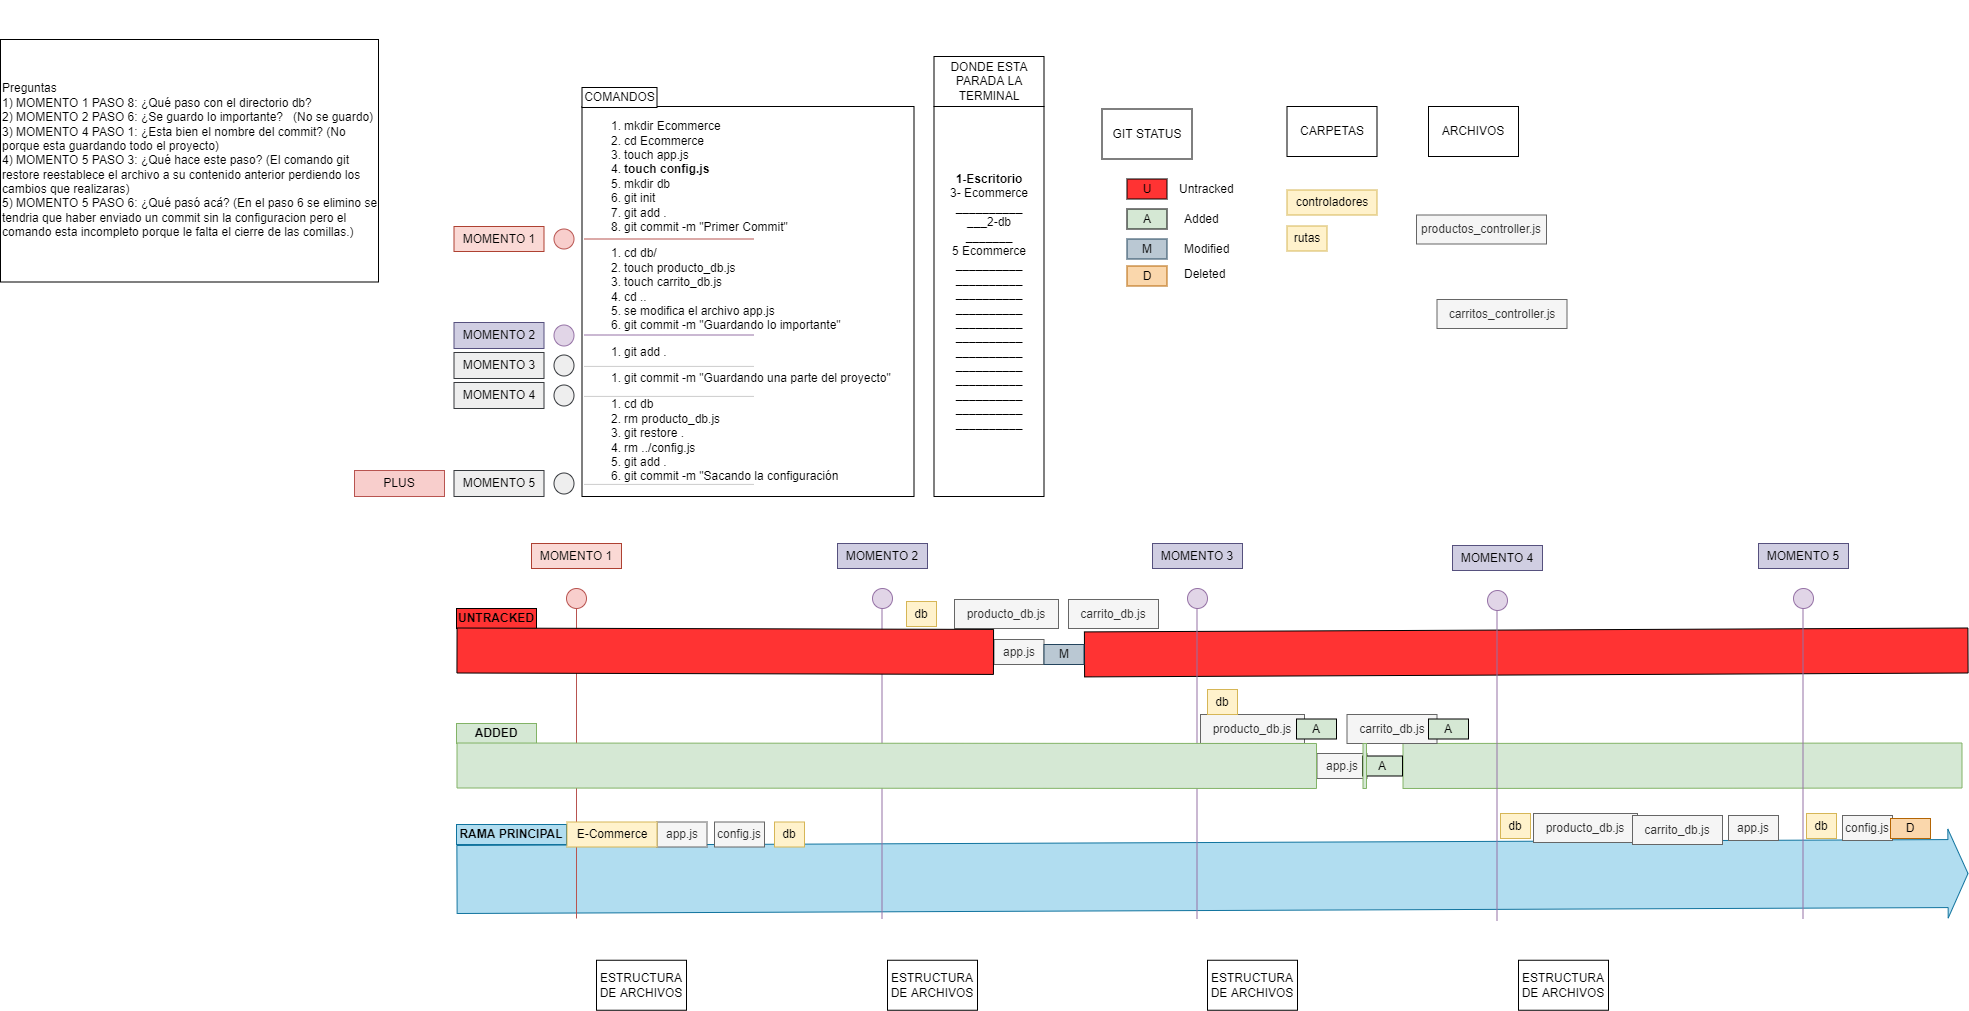 Preguntas
1) MOMENTO 1 PASO 8: ¿Qué paso con el directorio db?
2) MOMENTO 2 PASO 6: ¿Se guardo lo importante? (No se guardo)
3) MOMENTO 4 PASO 1: ¿Esta bien el nombre del commit? (No
porque esta guardando todo el proyecto)
4) MOMENTO 5 PASO 3: ¿Qué hace este paso? (El comando git
restore reestablece el archivo a su contenido anterior perdiendo los
cambios que realizaras)
5) MOMENTO 5 PASO 6: ¿Qué pasó acá? (En el paso 6 se elimino se
tendria que haber enviado un commit sin la configuracion pero el
comando esta incompleto porque le falta el cierre de las comillas.)
COMANDOS
1. mkdir Ecommerce
2. cd Ecommerce
3. touch app.js
4. touch config.js
5. mkdir db
6. git init
7. git add .
8. git commit -m "Primer Commit"
MOMENTO 1
1. cd db/
2. touch producto_db.js
3. touch carrito_db.js
4. cd ..
5. se modifica el archivo app.js
6. git commit -m "Guardando lo importante"
MOMENTO 2
1. git add .
MOMENTO 3
1. git commit -m "Guardando una parte del proyecto"
MOMENTO 4
1. cd db
2. rm producto_db.js
3. git restore .
4. rm ../config.js
5. git add .
6. git commit -m "Sacando la configuración
PLUS
MOMENTO 5
DONDE ESTA
PARADA LA
TERMINAL
1-Escritorio
3- Ecommerce
__________
___2-db
_______
5 Ecommerce
__________
__________
__________
__________
__________
__________
__________
__________
__________
__________
__________
__________
GIT STATUS
U Untracked
A Added
M Modified
D Deleted
CARPETAS
controladores
rutas
ARCHIVOS
productos_controller.js
carritos_controller.js
MOMENTO 1
MOMENTO 2
MOMENTO 3
MOMENTO 4
MOMENTO 5
UNTRACKED
db
producto_db.js
carrito_db.js
app.js
M
ADDED
db
producto_db.js
A
carrito_db.js
A
app.js
A
RAMA PRINCIPAL
E-Commerce
app.js
config.js
db
db
producto_db.js
carrito_db.js
app.js
db
config.js
D
ESTRUCTURA
DE ARCHIVOS
ESTRUCTURA
DE ARCHIVOS
ESTRUCTURA
DE ARCHIVOS
ESTRUCTURA
DE ARCHIVOS